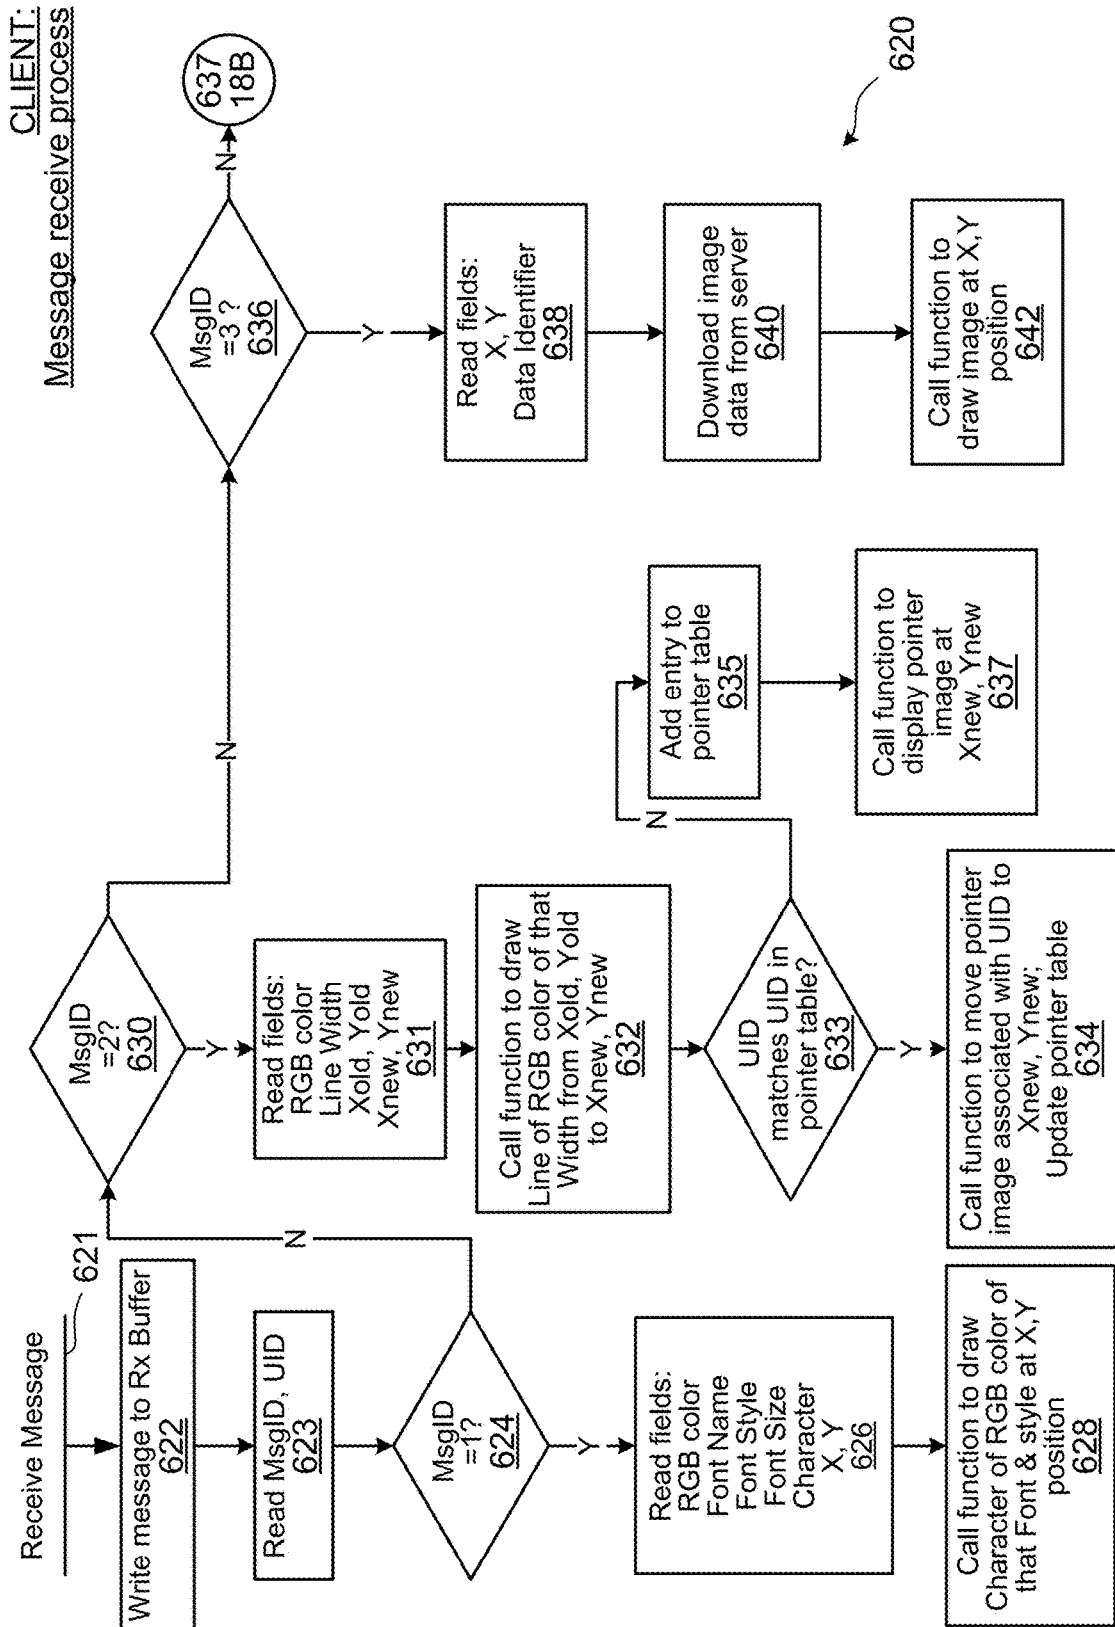 CLIENT:
Message receive process
Receive Message
621
Write message to Rx Buffer
622
Read MsgID, UID
623
MsgID
=1?
624
N
Y
Read fields:
RGB color
Font Name
Font Style
Font Size
Character
X, Y
626
Call function to draw
Character of RGB color of
that Font & style at X,Y
position
628
MsgID
=2?
630
N
Y
Read fields:
RGB color
Line Width
Xold, Yold
Xnew, Ynew
631
Call function to draw
Line of RGB color of that
Width from Xold, Yold
to Xnew, Ynew
632
UID
matches UID in
pointer table?
633
N
Y
Call function to move pointer
image associated with UID to
Xnew, Ynew;
Update pointer table
634
Add entry to
pointer table
635
Call function to
display pointer
image at
Xnew, Ynew
637
MsgID
=3 ?
636
N
637
18B
Y
Read fields:
X, Y
Data Identifier
638
Download image
data from server
640
Call function to
draw image at X,Y
position
642
620